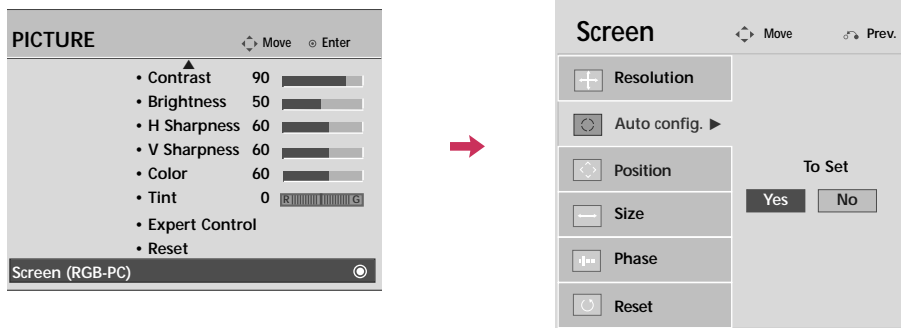 PICTURE
Move
Enter
• Contrast 90
• Brightness 50
• H Sharpness 60
• V Sharpness 60
• Color 60
• Tint 0 R G
• Expert Control
• Reset
Screen (RGB-PC)
Screen
Move
Prev.
Resolution
Auto config. ►
Position
Size
Phase
Reset
To Set
Yes No